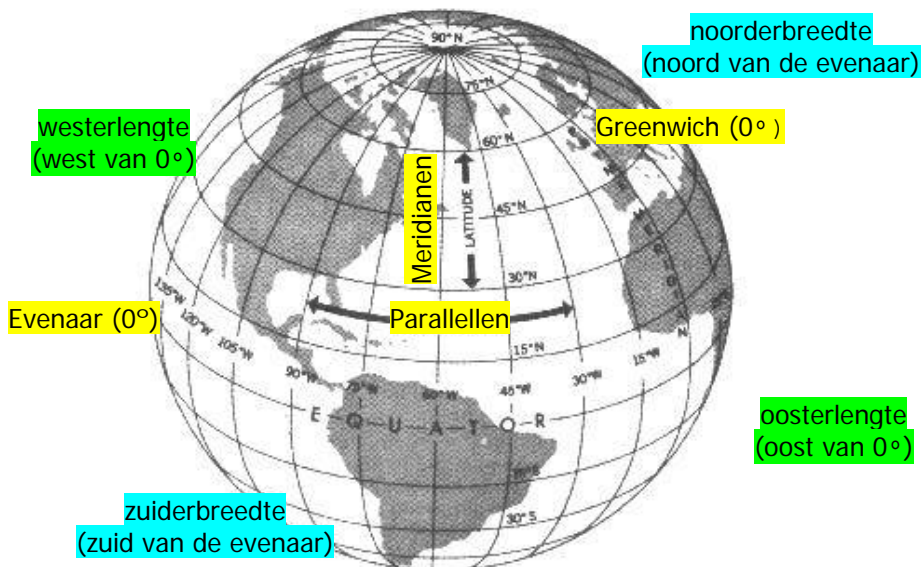 noorderbreedte
(noord van de evenaar)
90°N
75°N
westerlengte
(west van 0°)
Greenwich (0°)
60°N
Meridianen
LATITUDE
45°N
MERIDIAN
30°N
Evenaar (0°)
Parallellen
135°W
120°W
105°W
90°W
75°W
60°W
45°W
30°W
15°W
15°N
EQUATOR
oosterlengte
(oost van 0°)
30°S
zuiderbreedte
(zuid van de evenaar)